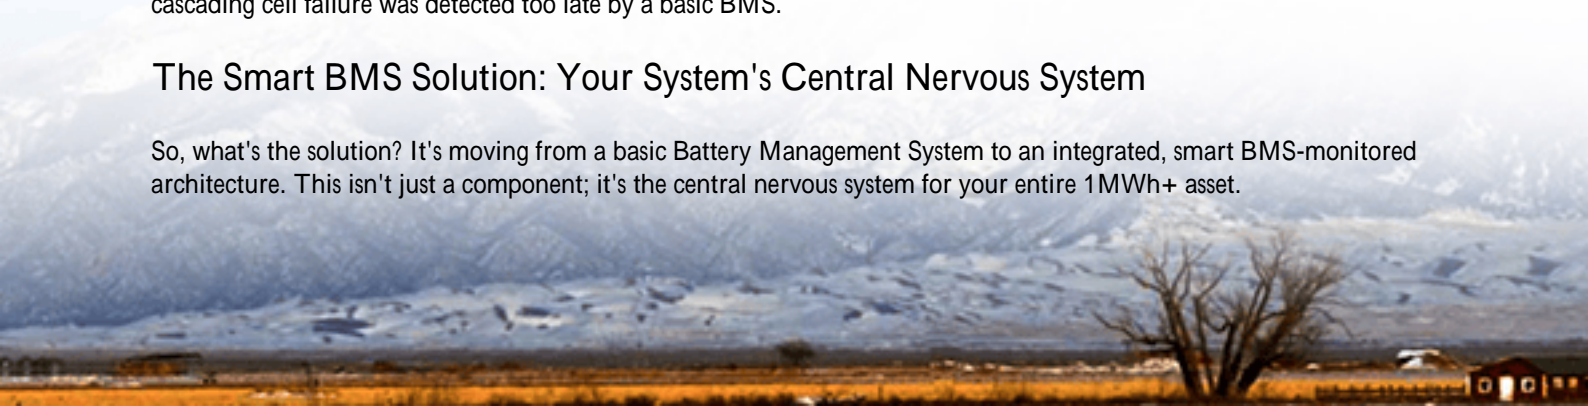 cascading cell failure was detected too late by a basic BMS.
The Smart BMS Solution: Your System's Central Nervous System
So, what's the solution? It's moving from a basic Battery Management System to an integrated, smart BMS-monitored
architecture. This isn't just a component; it's the central nervous system for your entire 1MWh+ asset.